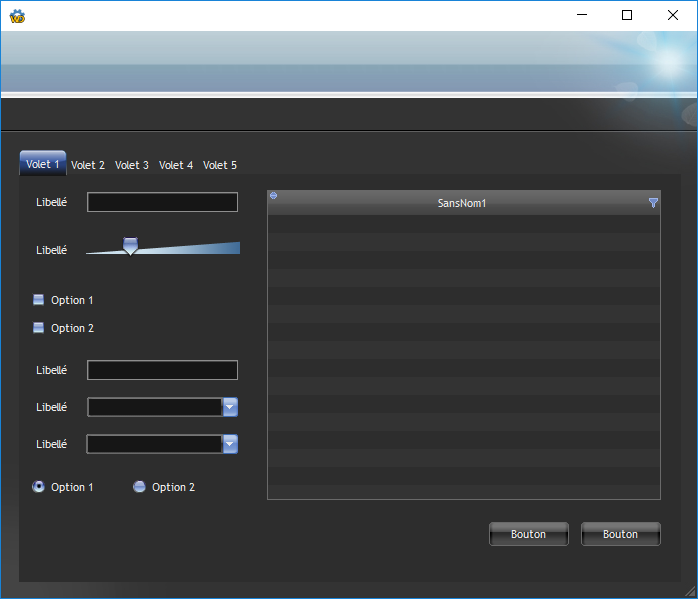 WD
Volet 1 Volet 2 Volet 3 Volet 4 Volet 5
Libellé
SansNom1
Libellé
Option 1
Option 2
Libellé
Libellé
Libellé
Option 1 Option 2
Bouton Bouton